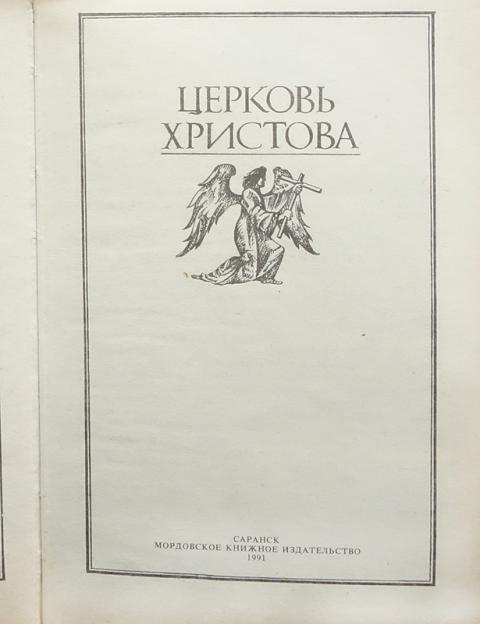 ЦЕРКОВЬ
ХРИСТОВА
САРАНСК
МОРДОВСКОЕ КНИЖНОЕ ИЗДАТЕЛЬСТВО
1991